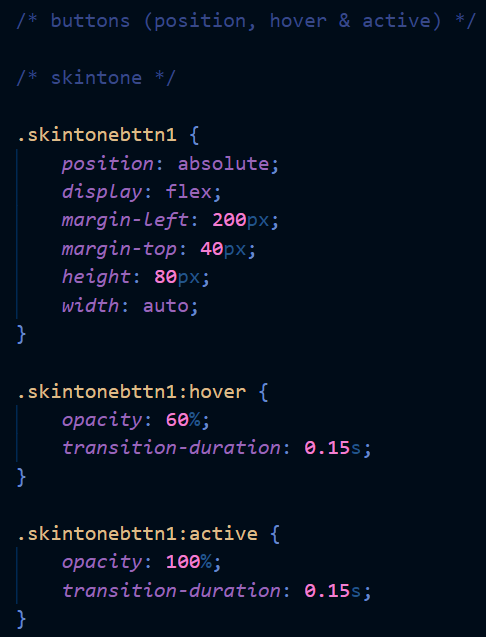 /* buttons (position, hover & active) */
/* skintone */
.skintonebttn1 {
position: absolute;
display: flex;
margin-left: 200px;
margin-top: 40px;
height: 80px;
width: auto;
}
.skintonebttn1:hover {
opacity: 60%;
transition-duration: 0.15s;
}
.skintonebttn1:active {
opacity: 100%;
transition-duration: 0.15s;
}